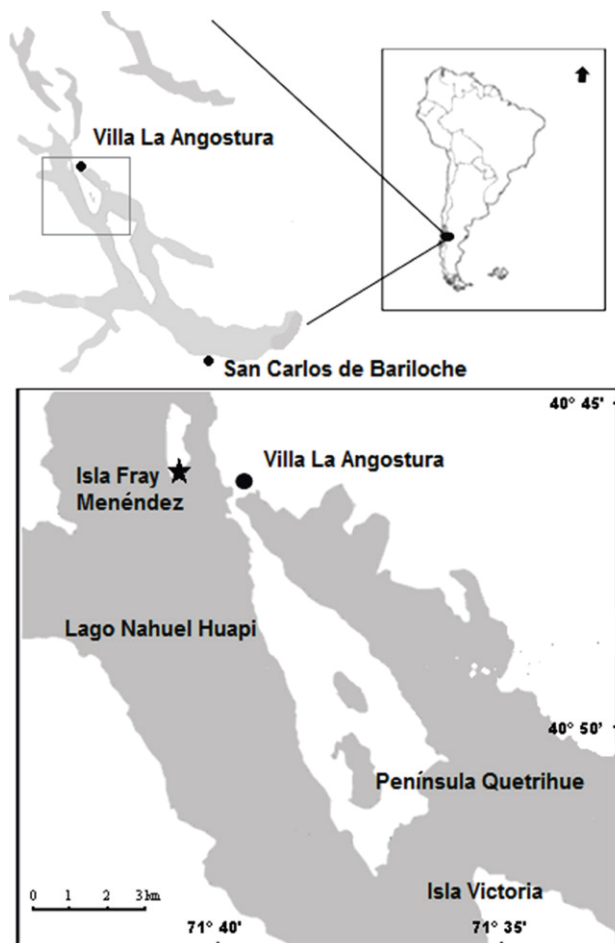 Villa La Angostura
San Carlos de Bariloche
40° 45'
Villa La Angostura
Isla Fray
Menéndez
Lago Nahuel Huapi
40° 50'
Península Quetrihue
Isla Victoria
0 1 2 3 km
71° 40' 71° 35'